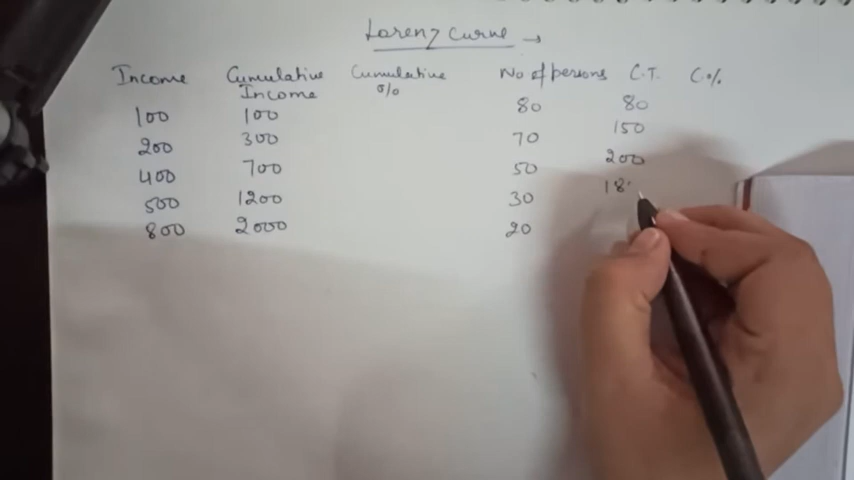 Lorenz Curve →
Income Cumulative Income Cumulative % No of persons C.T. C.%
100 100 80 80
200 300 70 150
400 700 50 200
500 1200 30 18
800 2000 20